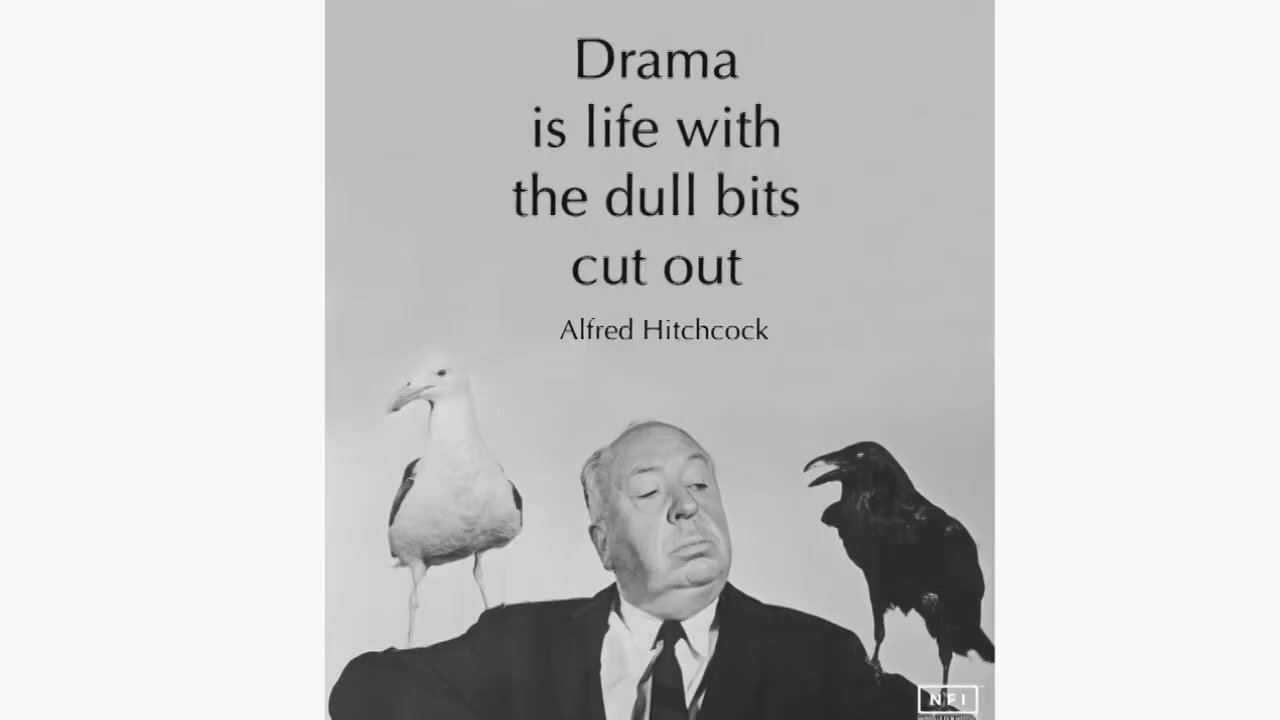 Drama
is life with
the dull bits
cut out
Alfred Hitchcock
NFI